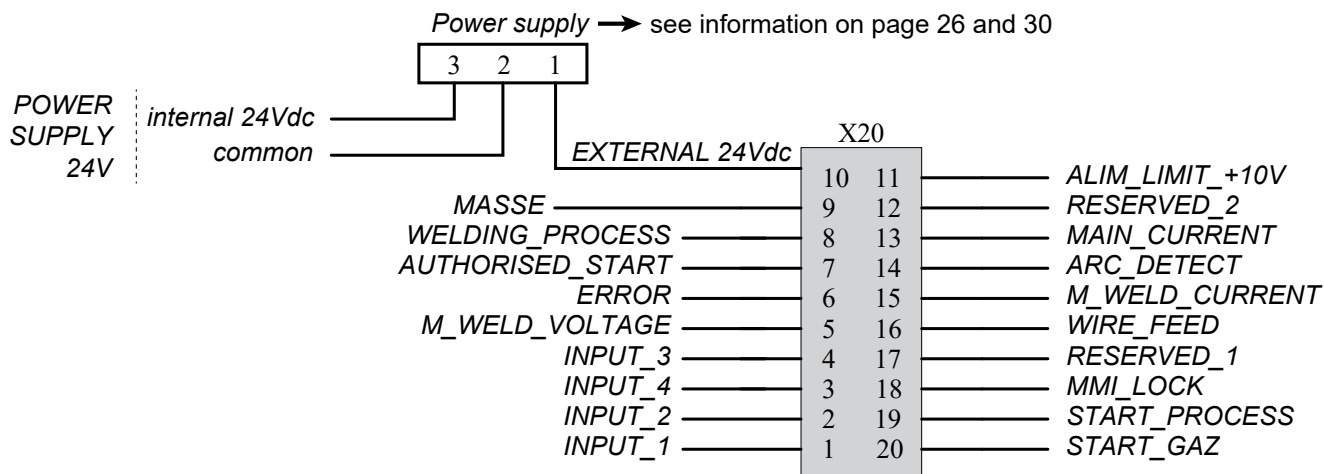 Power supply → see information on page 26 and 30
3 2 1
POWER
SUPPLY
24V
internal 24Vdc
common
EXTERNAL 24Vdc
X20
10 11 ALIM_LIMIT_+10V
MASSE 9 12 RESERVED_2
WELDING_PROCESS 8 13 MAIN_CURRENT
AUTHORISED_START 7 14 ARC_DETECT
ERROR 6 15 M_WELD_CURRENT
M_WELD_VOLTAGE 5 16 WIRE_FEED
INPUT_3 4 17 RESERVED_1
INPUT_4 3 18 MMI_LOCK
INPUT_2 2 19 START_PROCESS
INPUT_1 1 20 START_GAZ